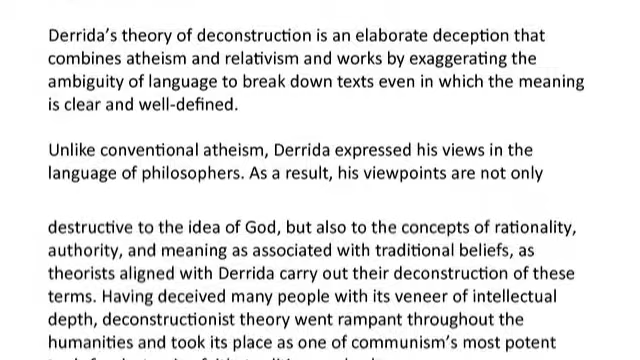 Derrida’s theory of deconstruction is an elaborate deception that
combines atheism and relativism and works by exaggerating the
ambiguity of language to break down texts even in which the meaning
is clear and well-defined.
Unlike conventional atheism, Derrida expressed his views in the
language of philosophers. As a result, his viewpoints are not only
destructive to the idea of God, but also to the concepts of rationality,
authority, and meaning as associated with traditional beliefs, as
theorists aligned with Derrida carry out their deconstruction of these
terms. Having deceived many people with its veneer of intellectual
depth, deconstructionist theory went rampant throughout the
humanities and took its place as one of communism’s most potent